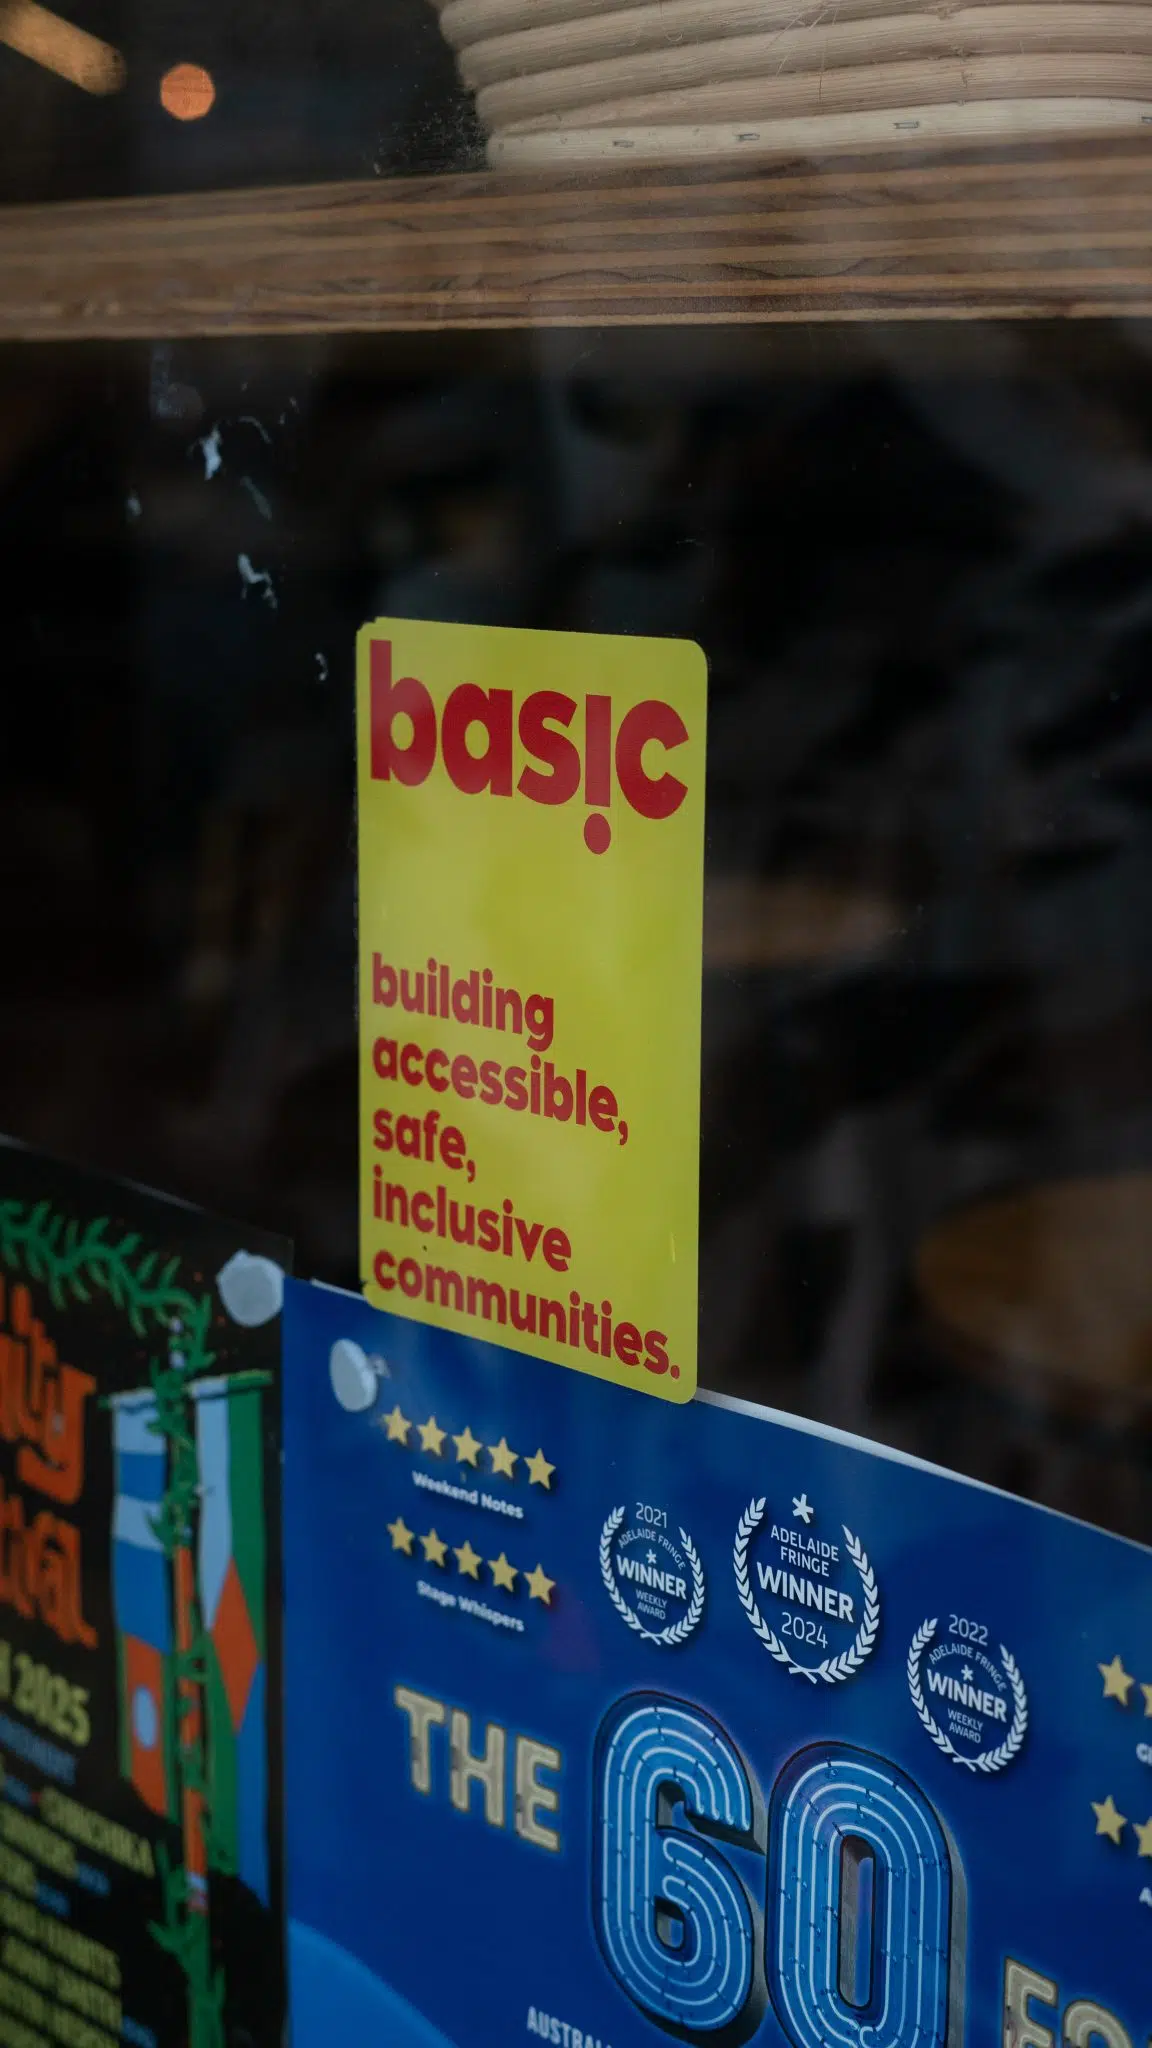 basic
building
accessible,
safe,
inclusive
communities.
Weekend Notes
Stage Whispers
2021
ADELAIDE FRINGE
WINNER
WEEKLY
AWARD
ADELAIDE
FRINGE
WINNER
2024
2022
ADELAIDE FRINGE
WINNER
WEEKLY
AWARD
THE 60
2025